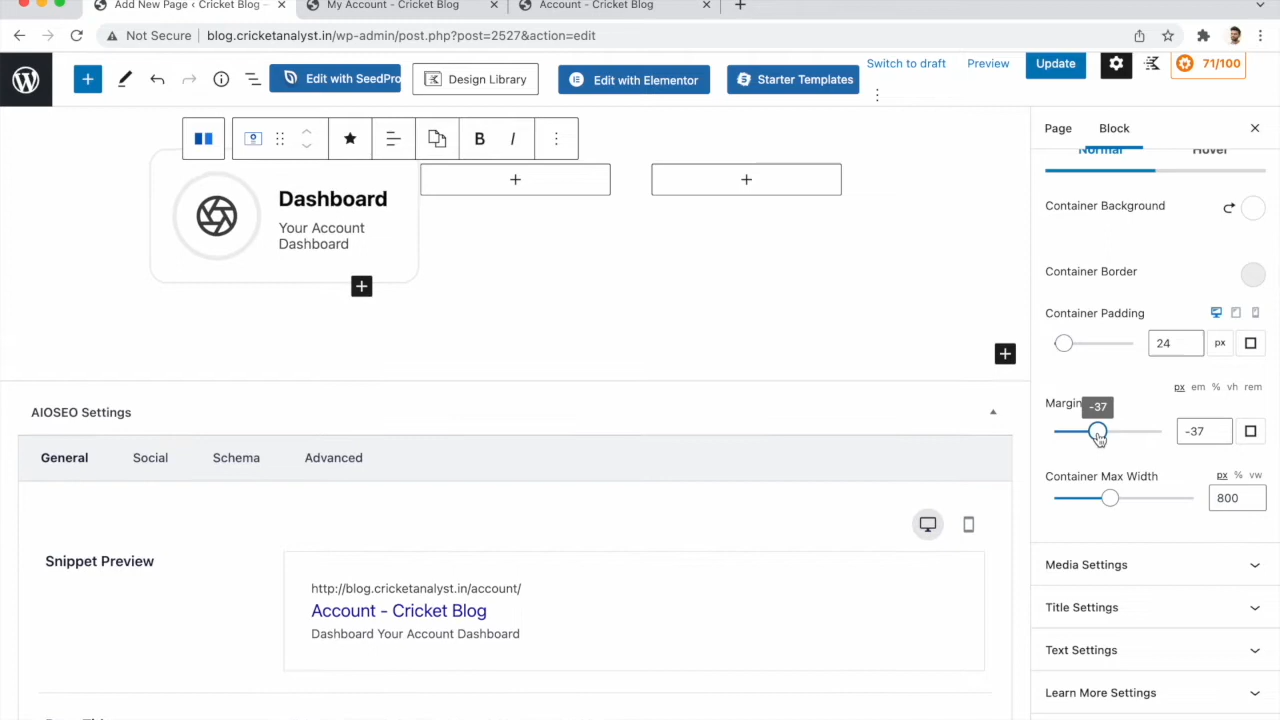 Add New Page ‹ Cricket Blog –
My Account - Cricket Blog
Account - Cricket Blog
Not Secure
blog.cricketanalyst.in/wp-admin/post.php?post=2527&action=edit
Edit with SeedPro
Design Library
Edit with Elementor
Starter Templates
Switch to draft
Preview
Update
71/100
B I
Page
Block
Normal
Hover
Dashboard
Your Account
Dashboard
Container Background
Container Border
Container Padding
24
px
px em % vh rem
Margin
-37
-37
Container Max Width
px % vw
800
AIOSEO Settings
General
Social
Schema
Advanced
Snippet Preview
http://blog.cricketanalyst.in/account/
Account - Cricket Blog
Dashboard Your Account Dashboard
Media Settings
Title Settings
Text Settings
Learn More Settings